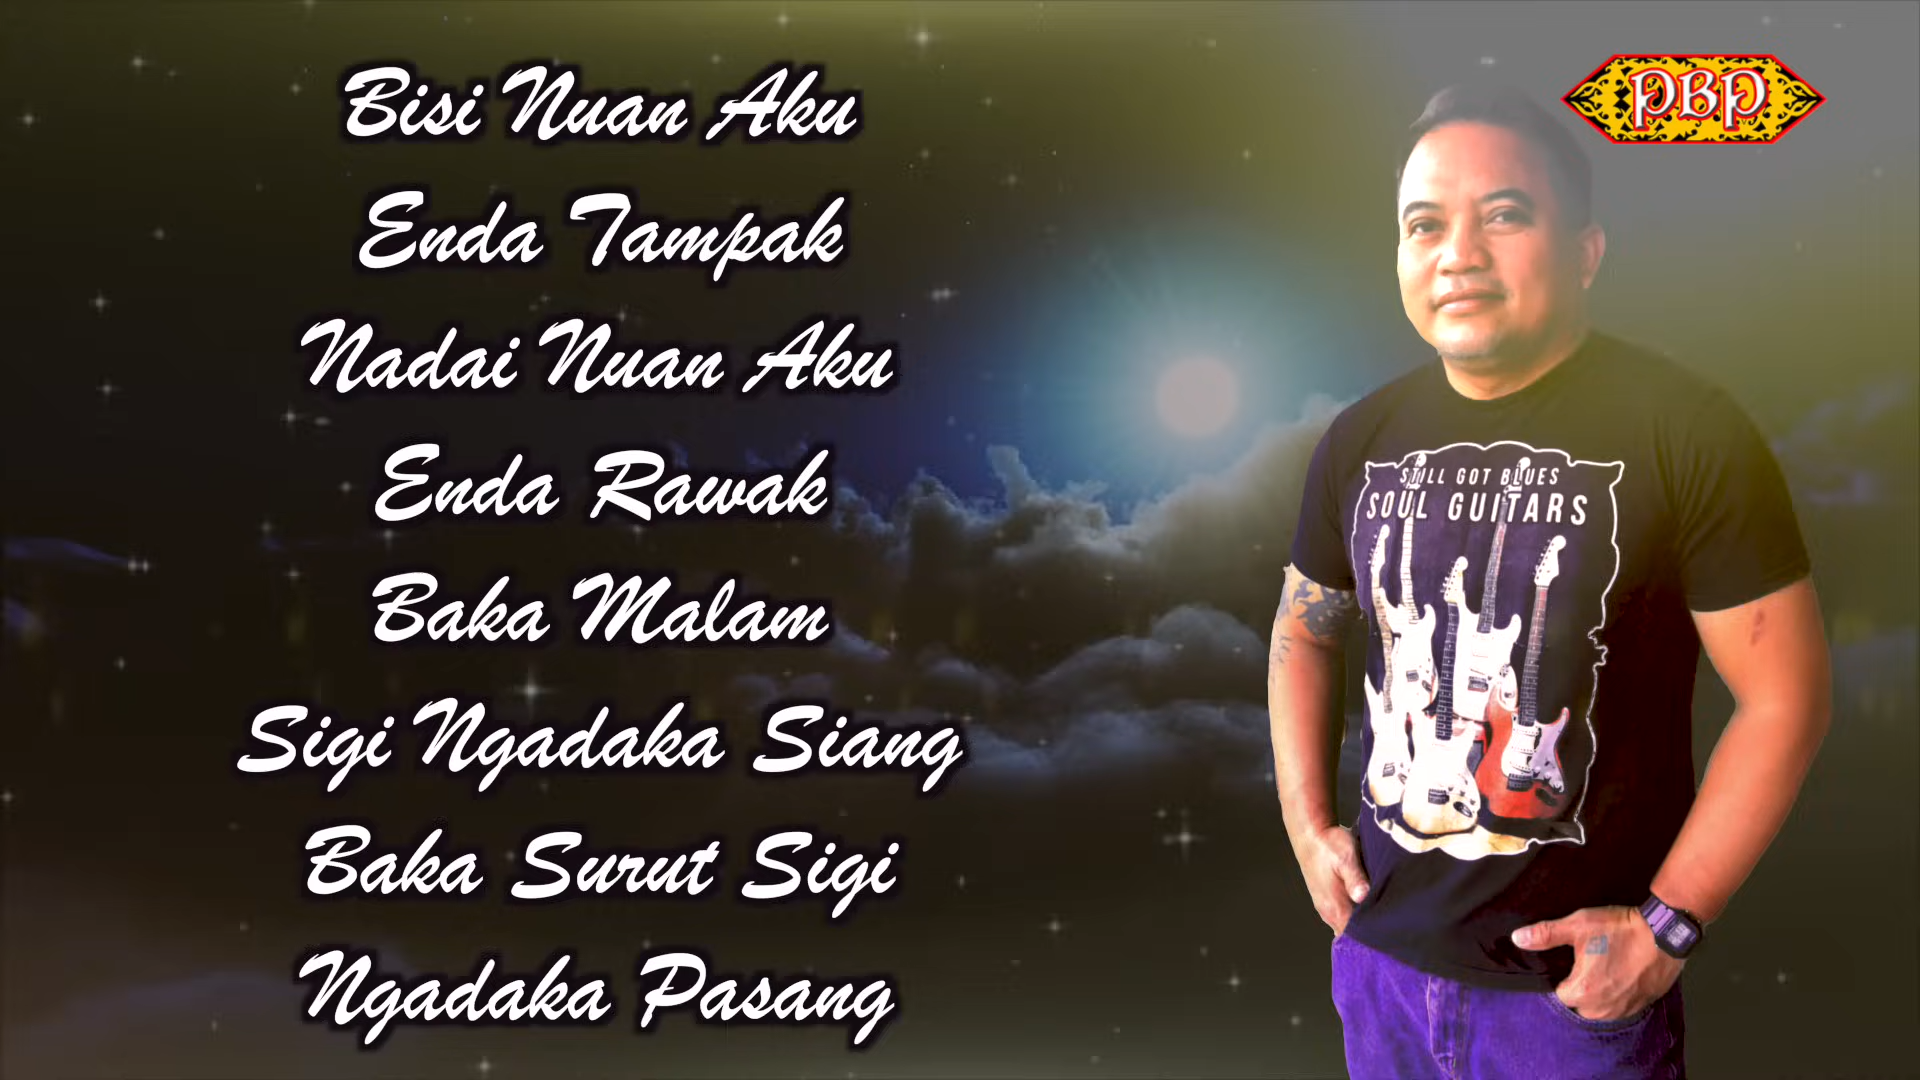 Bisi Nuan Aku
PBP
Enda Tampak
Nadai Nuan Aku
Enda Rawak
STILL GOT BLUES
SOUL GUITARS
Baka Malam
Sigi Ngadaka Siang
Baka Surut Sigi
Ngadaka Pasang